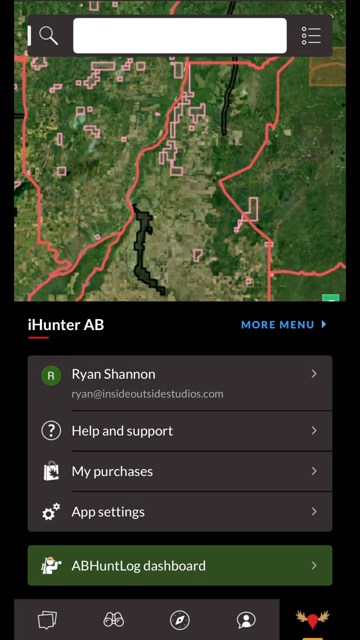 iHunter AB
MORE MENU
R
Ryan Shannon
ryan@insideoutsidestudios.com
Help and support
My purchases
App settings
ABHuntLog dashboard